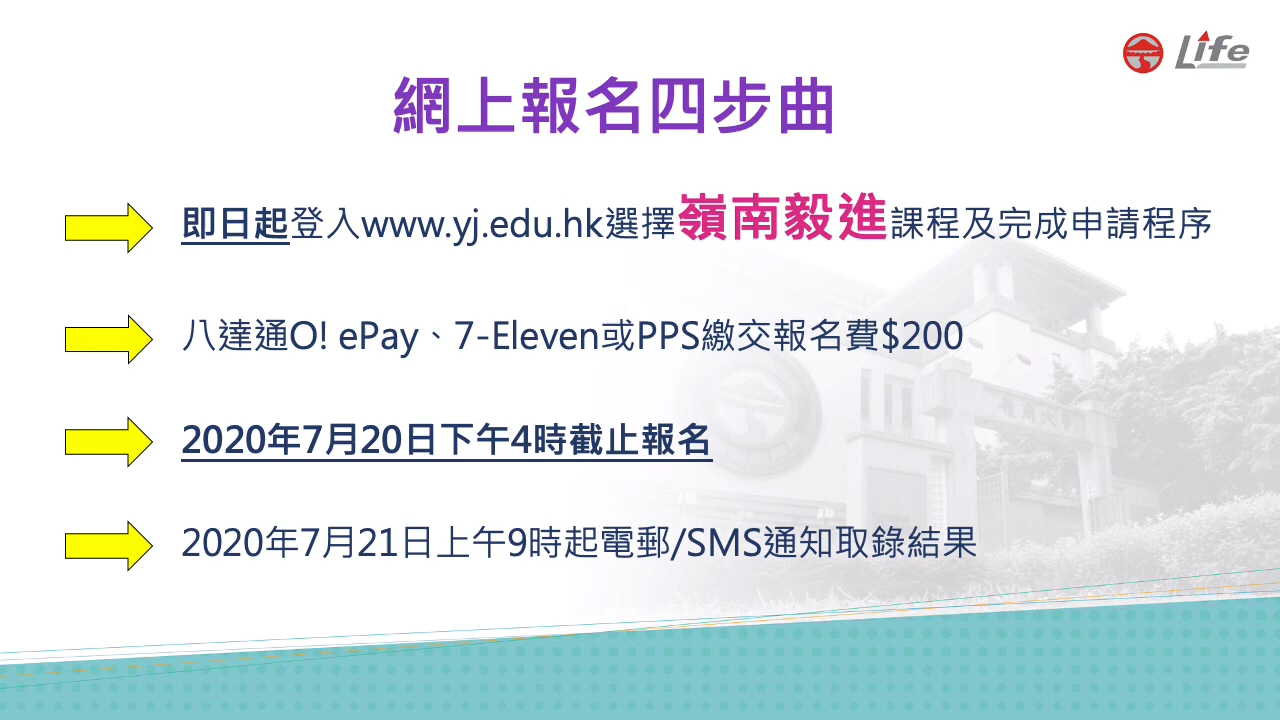 Life
網上報名四步曲
即日起登入www.yj.edu.hk選擇嶺南毅進課程及完成申請程序
八達通O! ePay、7-Eleven或PPS繳交報名費$200
2020年7月20日下午4時截止報名
2020年7月21日上午9時起電郵/SMS通知取錄結果